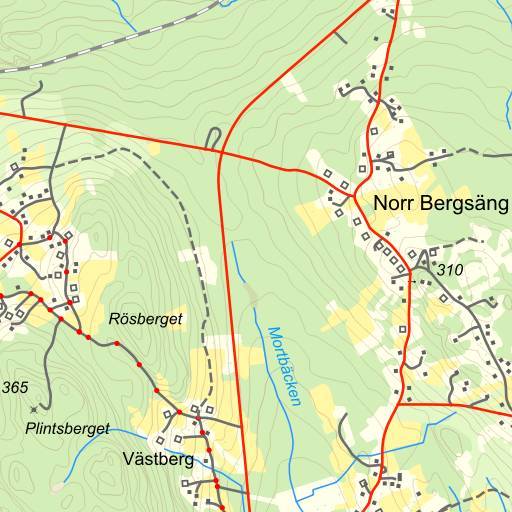 Norr Bergsäng
310
Rösberget
Mortbäcken
365
Plintsberget
Västberg